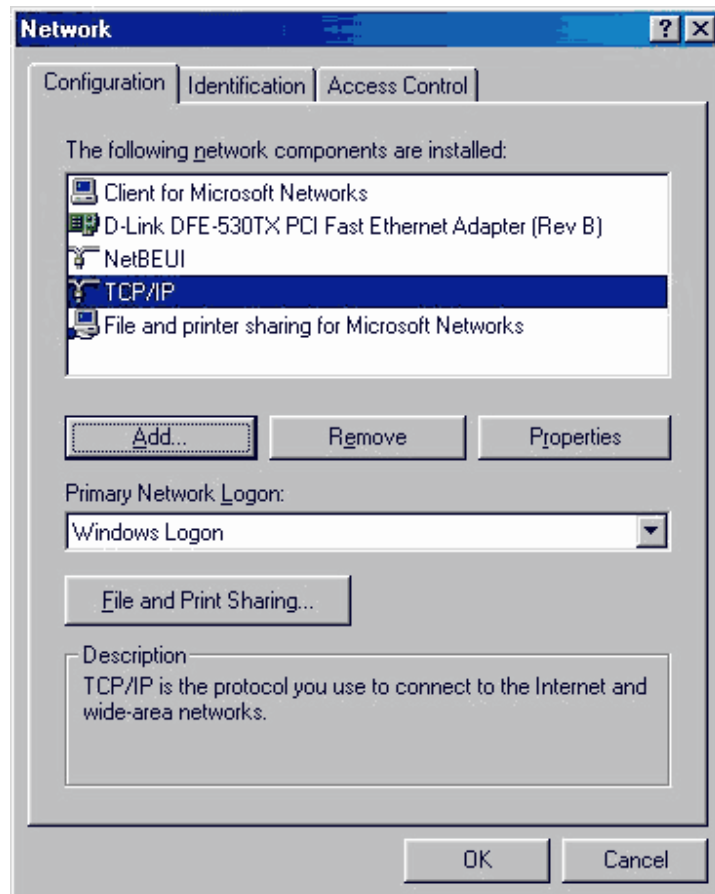 Network
Configuration Identification Access Control
The following network components are installed:
Client for Microsoft Networks
D-Link DFE-530TX PCI Fast Ethernet Adapter (Rev B)
NetBEUI
TCP/IP
File and printer sharing for Microsoft Networks
Add... Remove Properties
Primary Network Logon:
Windows Logon
File and Print Sharing...
Description
TCP/IP is the protocol you use to connect to the Internet and
wide-area networks.
OK Cancel